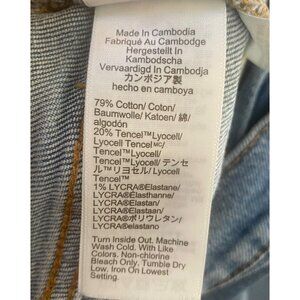 Made In Cambodia
Fabriqué Au Cambodge
Hergestellt In
Kambodscha
Vervaardigd In Cambodja
カンボジア製
hecho en camboya
79% Cotton/ Coton/
Baumwolle/ Katoen/ 綿/
algodón
20% Tencel™Lyocell/
Lyocell Tencel™ᶜ/
Tencel™Lyocell/
Tencel™Lyocell/ テンセ
ル™リヨセル/ Lyocell
Tencel™
1% LYCRA®Elastane/
LYCRA®Élasthanne/
LYCRA®Elastan/
LYCRA®Elastaan/
LYCRA®ポリウレタン/
LYCRA®elastano
Turn Inside Out. Machine
Wash Cold. With Like
Colors. Non-chlorine
Bleach Only, Tumble Dry
Low. Iron On Lowest
Setting.